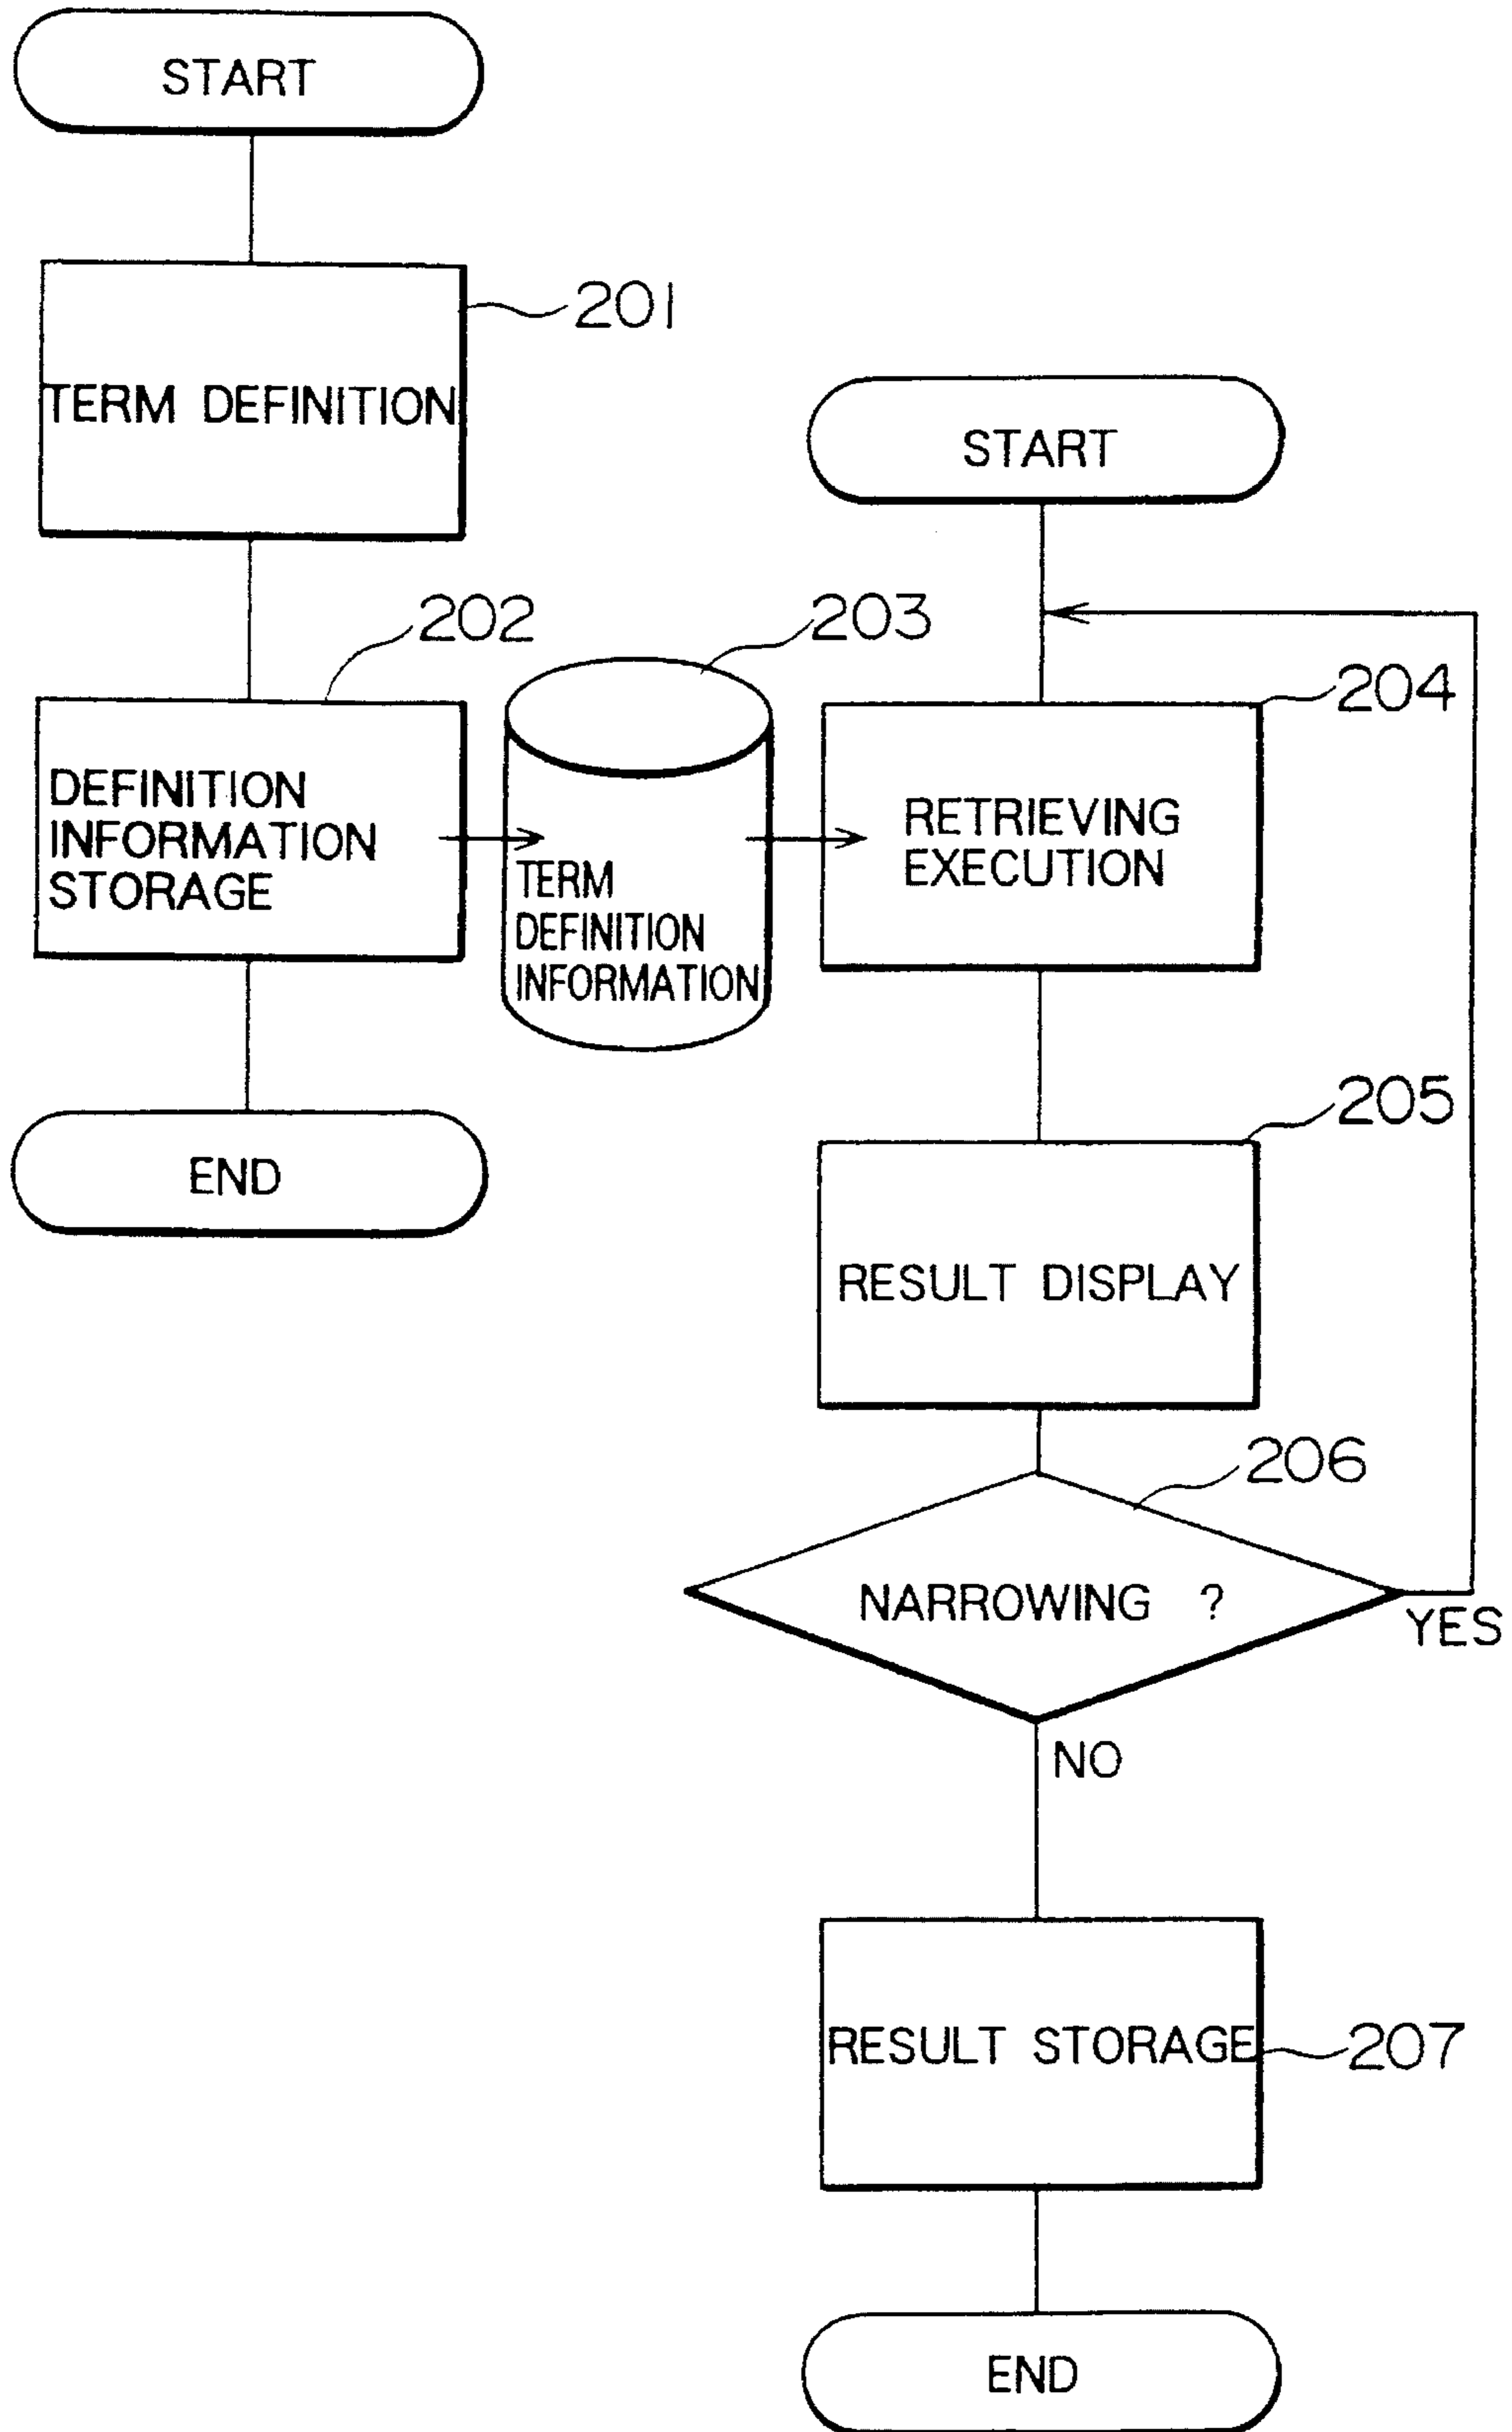 START
201
TERM DEFINITION
202
DEFINITION
INFORMATION
STORAGE
END
203
TERM
DEFINITION
INFORMATION
START
204
RETRIEVING
EXECUTION
205
RESULT DISPLAY
206
NARROWING ?
YES
NO
RESULT STORAGE
207
END